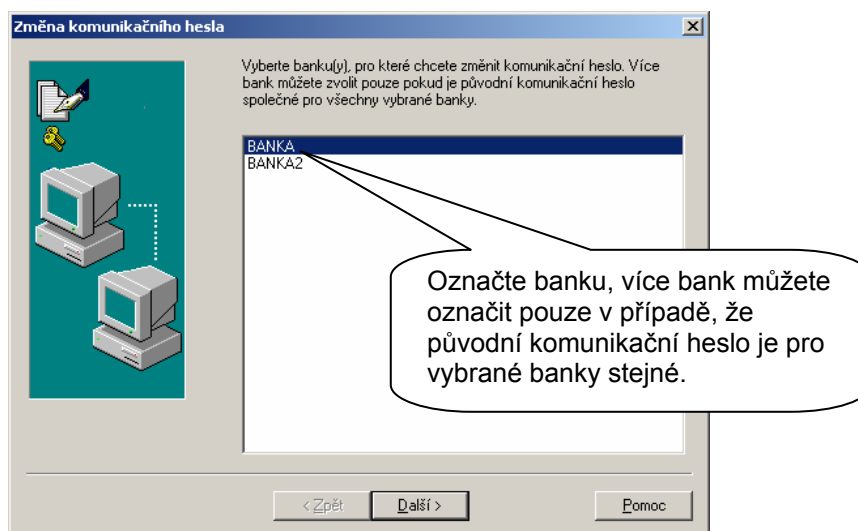 Změna komunikačního hesla
Vyberte banku(y), pro které chcete změnit komunikační heslo. Více
bank můžete zvolit pouze pokud je původní komunikační heslo
společné pro všechny vybrané banky.
BANKA
BANKA2
Označte banku, více bank můžete
označit pouze v případě, že
původní komunikační heslo je pro
vybrané banky stejné.
< Zpět
Další >
Pomoc